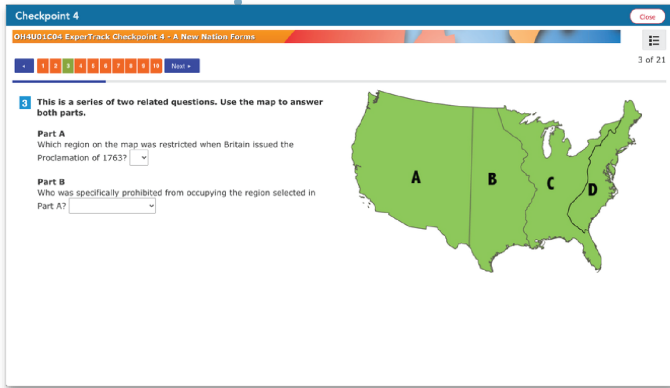 Checkpoint 4
Close
OH4U01C04 ExperTrack Checkpoint 4 - A New Nation Forms
1 2 3 4 5 6 7 8 9 10 Next »
3 of 21
3 This is a series of two related questions. Use the map to answer
both parts.
Part A
Which region on the map was restricted when Britain issued the
Proclamation of 1763?
Part B
Who was specifically prohibited from occupying the region selected in
Part A?
A B C D